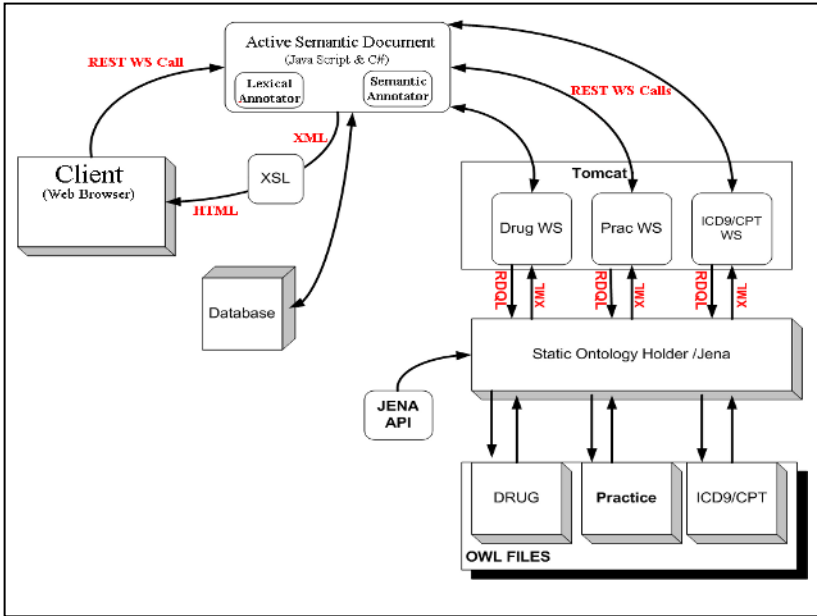 Active Semantic Document
(Java Script & C#)
Lexical
Annotator
Semantic
Annotator
REST WS Call
REST WS Calls
XML
Client
(Web Browser)
XSL
HTML
Tomcat
Drug WS
Prac WS
ICD9/CPT
WS
Database
RDQL
XML
RDQL
XML
RDQL
XML
Static Ontology Holder /Jena
JENA
API
DRUG
Practice
ICD9/CPT
OWL FILES